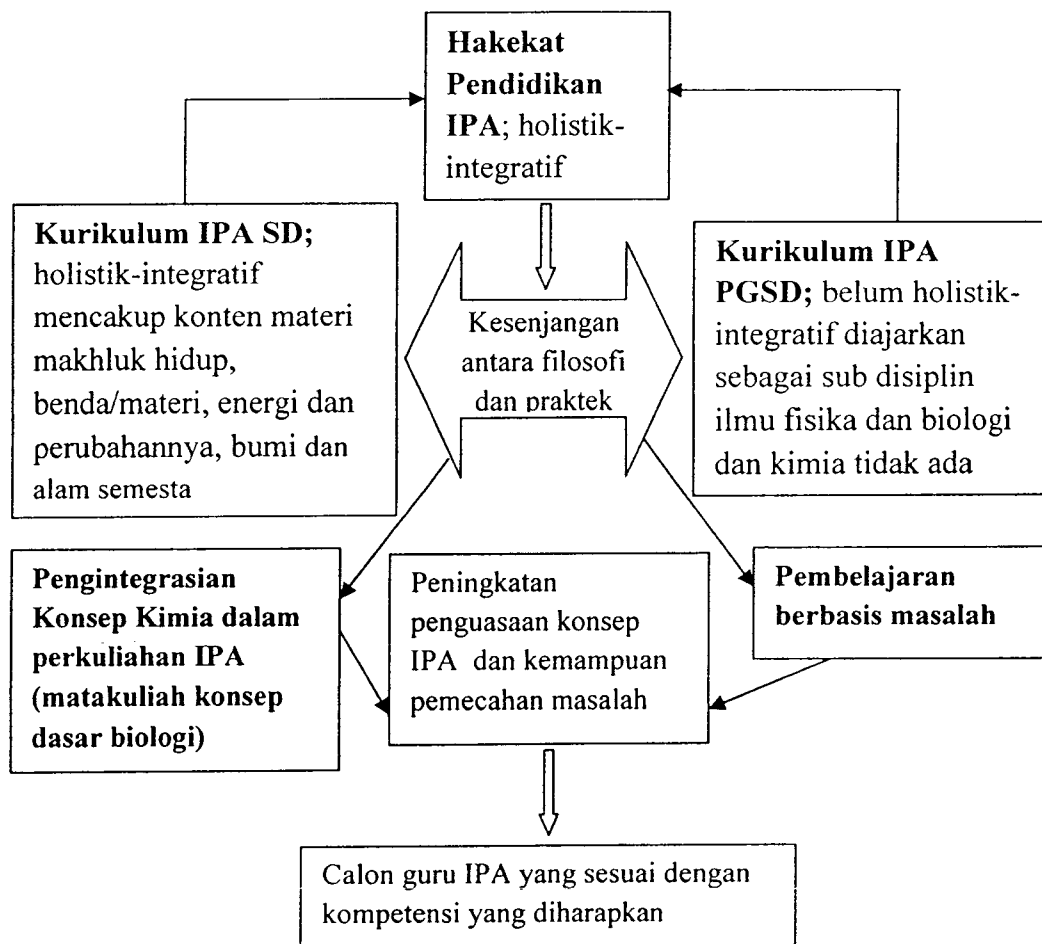 Hakekat
Pendidikan
IPA; holistik-
integratif
Kurikulum IPA SD;
holistik-integratif
mencakup konten materi
makhluk hidup,
benda/materi, energi dan
perubahannya, bumi dan
alam semesta
Kesenjangan
antara filosofi
dan praktek
Kurikulum IPA
PGSD; belum holistik-
integratif diajarkan
sebagai sub disiplin
ilmu fisika dan biologi
dan kimia tidak ada
Pengintegrasian
Konsep Kimia dalam
perkuliahan IPA
(matakuliah konsep
dasar biologi)
Peningkatan
penguasaan konsep
IPA dan kemampuan
pemecahan masalah
Pembelajaran
berbasis masalah
Calon guru IPA yang sesuai dengan
kompetensi yang diharapkan